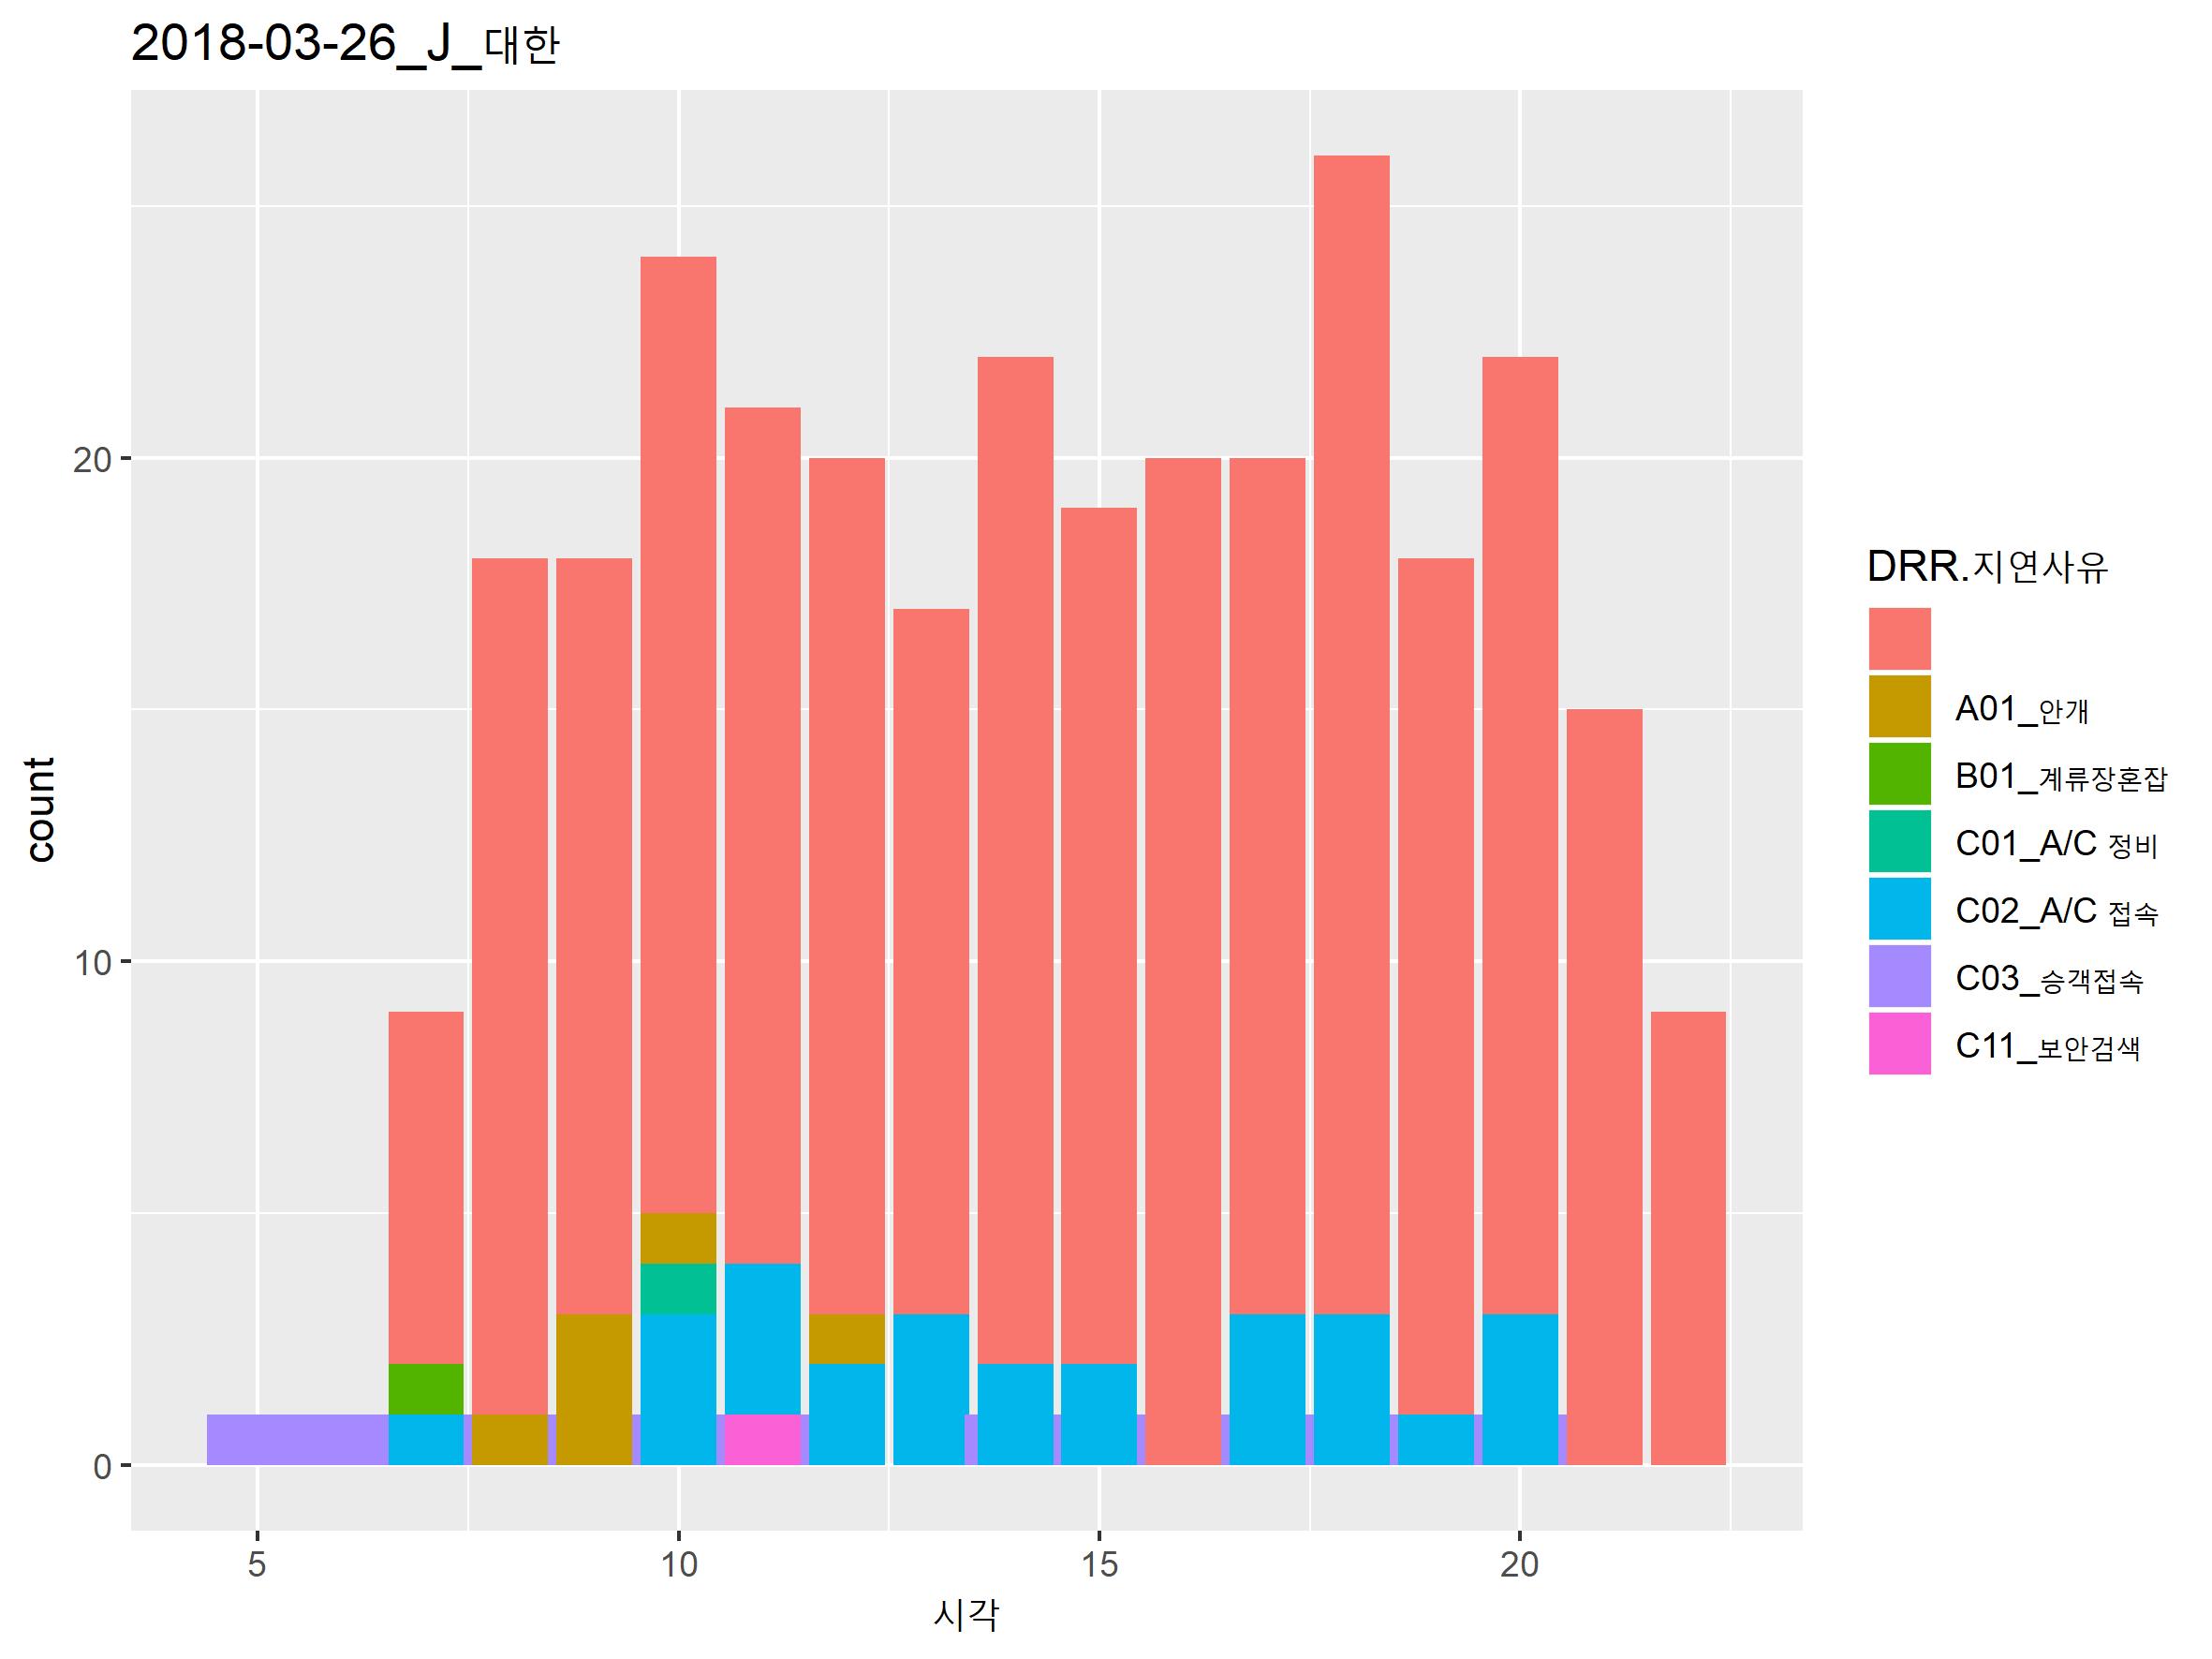 2018-03-26_J_대한
count
20
10
0
5 10 15 20
시각
DRR.지연사유
A01_안개
B01_계류장혼잡
C01_A/C 정비
C02_A/C 접속
C03_승객접속
C11_보안검색